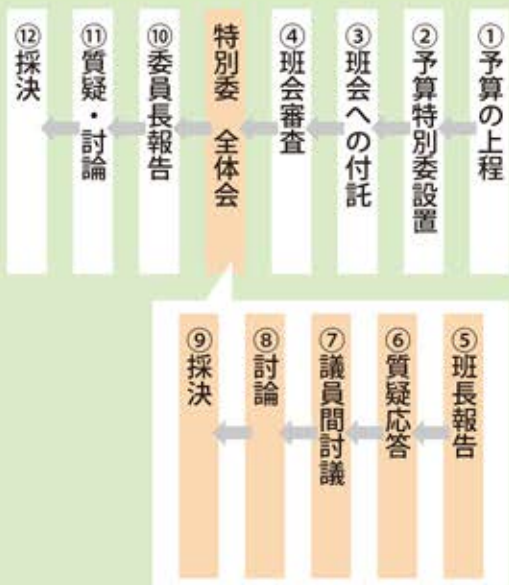 ①予算の上程
②予算特別委設置
③班会への付託
④班会審査
特別委　全体会
⑩委員長報告
⑪質疑・討論
⑫採決
⑤班長報告
⑥質疑応答
⑦議員間討議
⑧討論
⑨採決